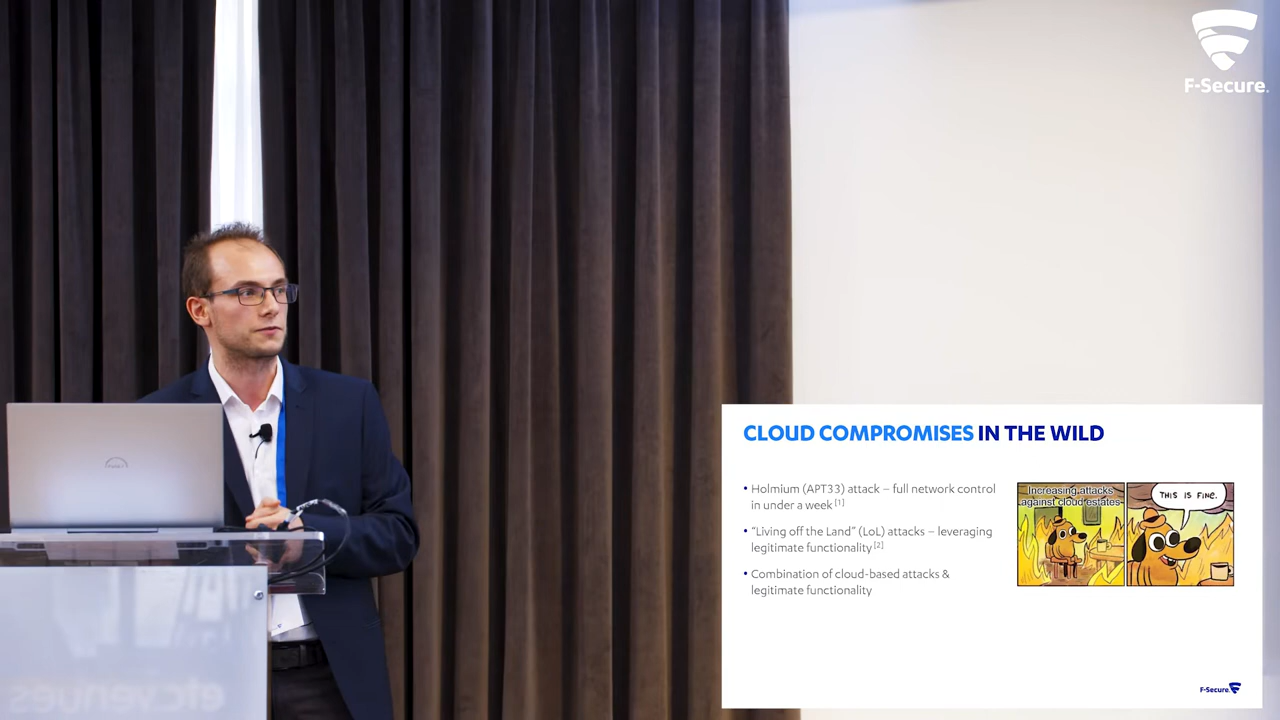 F-Secure.
CLOUD COMPROMISES IN THE WILD
• Holmium (APT33) attack – full network control
in under a week [1]
• “Living off the Land” (LoL) attacks – leveraging
legitimate functionality [2]
• Combination of cloud-based attacks &
legitimate functionality
Increasing attacks
against cloud estates
THIS IS FINE.
F-Secure.
etc.venues